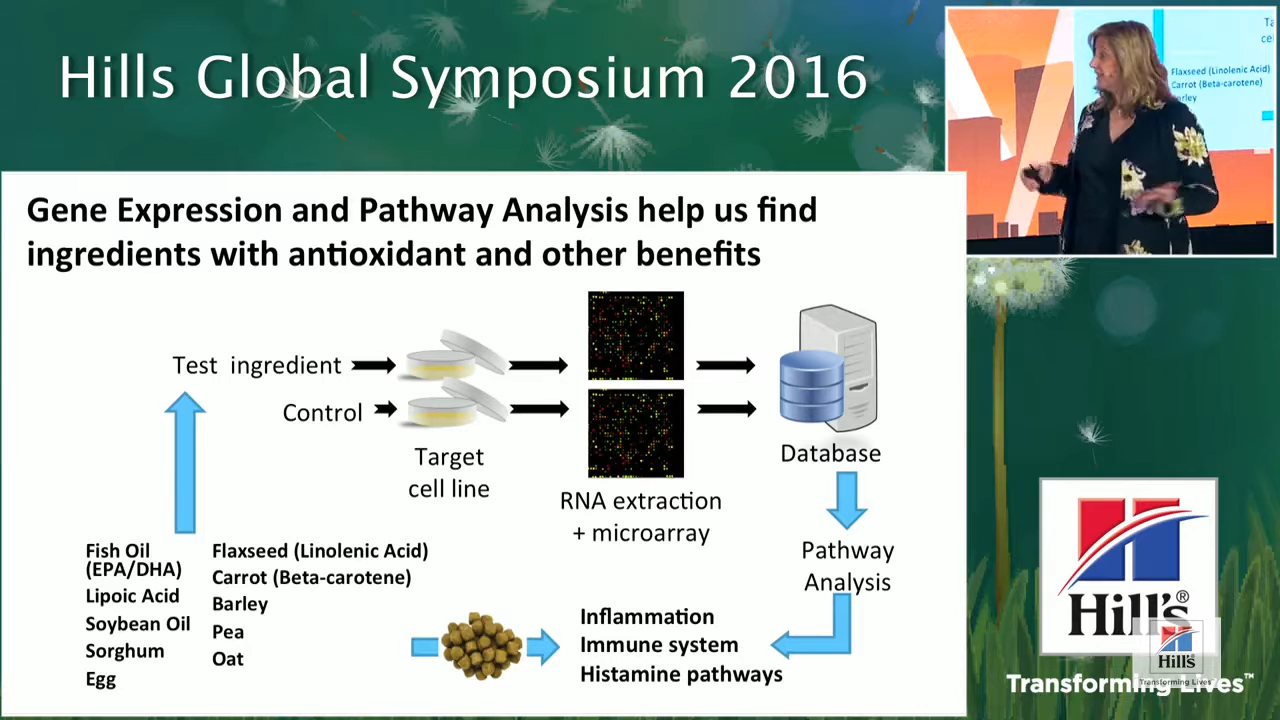 Hills Global Symposium 2016
Gene Expression and Pathway Analysis help us find
ingredients with antioxidant and other benefits
Test ingredient
Control
Target
cell line
RNA extraction
+ microarray
Database
Pathway
Analysis
Fish Oil
(EPA/DHA)
Lipoic Acid
Soybean Oil
Sorghum
Egg
Flaxseed (Linolenic Acid)
Carrot (Beta-carotene)
Barley
Pea
Oat
Inflammation
Immune system
Histamine pathways
Flaxseed (Linolenic Acid)
Carrot (Beta-carotene)
Hill's®
Transforming Lives™
Hill's
Transforming Lives